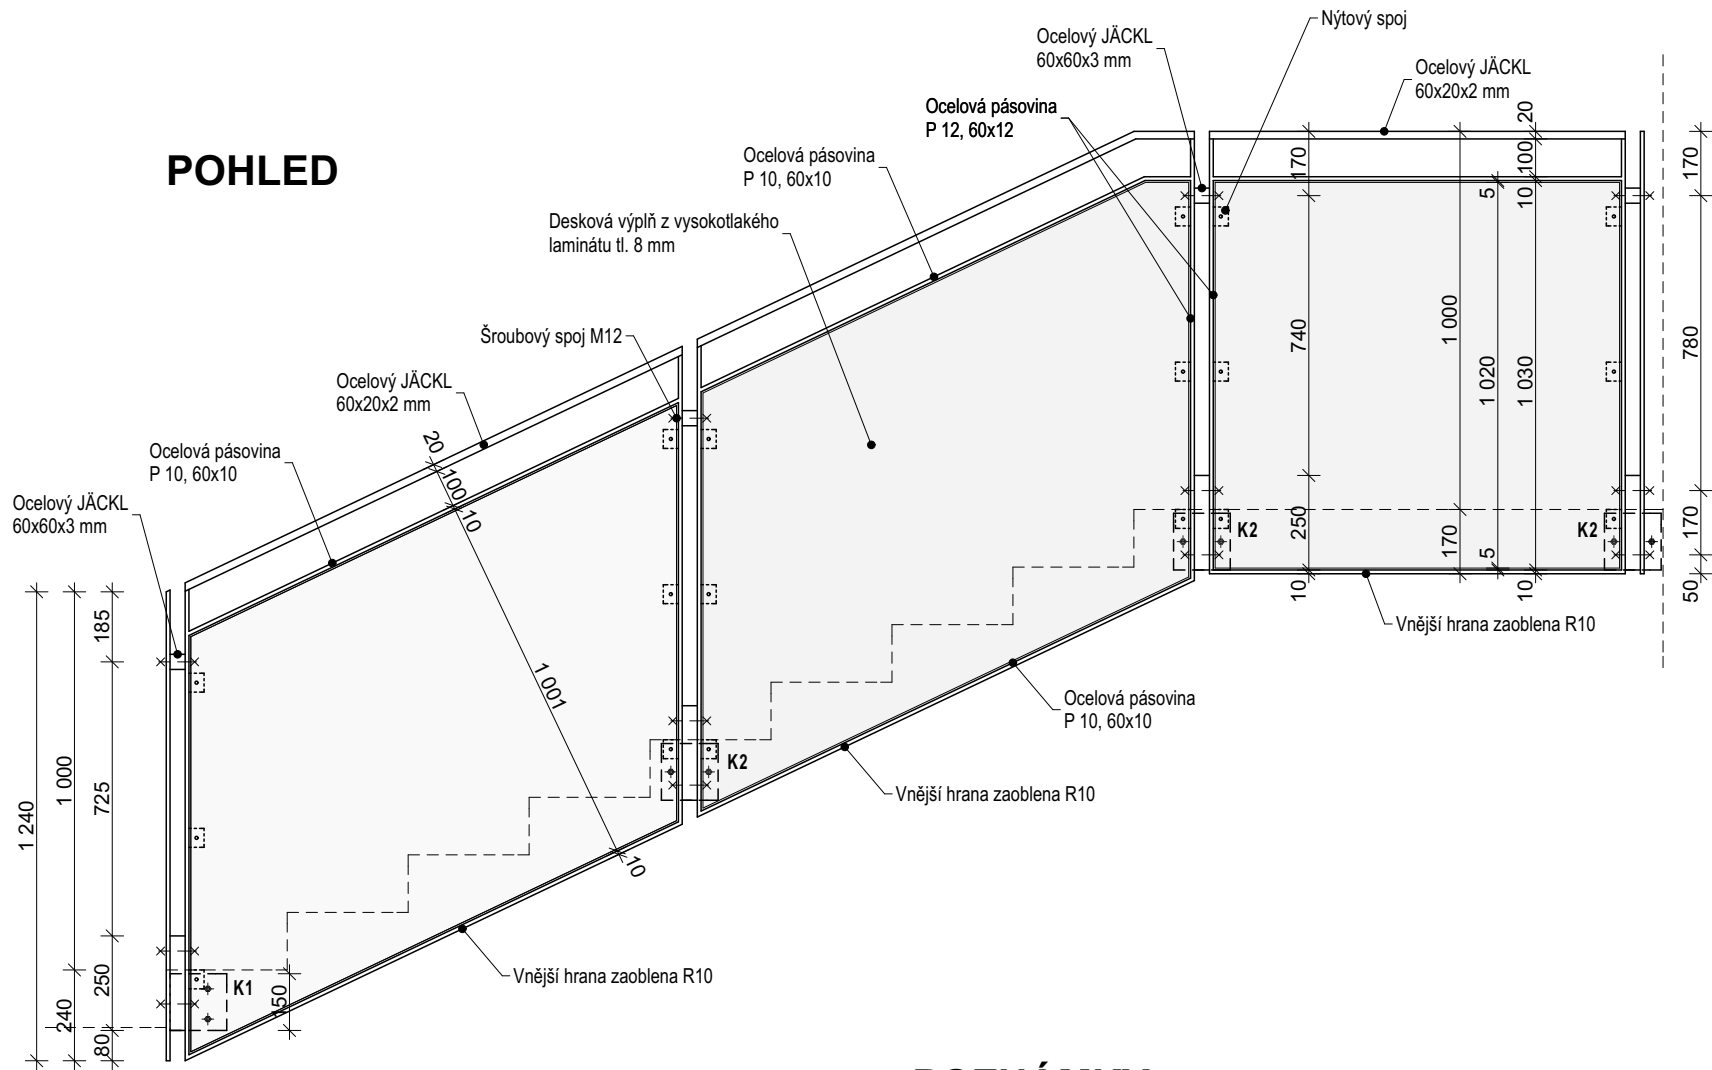 Nýtový spoj
Ocelový JÄCKL
60x60x3 mm
Ocelový JÄCKL
60x20x2 mm
Ocelová pásovina
P 12, 60x12
POHLED
Ocelová pásovina
P 10, 60x10
Desková výplň z vysokotlakého
laminátu tl. 8 mm
Šroubový spoj M12
Ocelový JÄCKL
60x20x2 mm
Ocelová pásovina
P 10, 60x10
Ocelový JÄCKL
60x60x3 mm
20
100
10
1 001
10
170
740
250
10
1 000
170
5
1 020
5
20
100
10
1 030
10
170
780
170
50
K2
K2
K2
K1
Vnější hrana zaoblena R10
Ocelová pásovina
P 10, 60x10
Vnější hrana zaoblena R10
Vnější hrana zaoblena R10
1 240
1 000
240
185
725
250
80
150